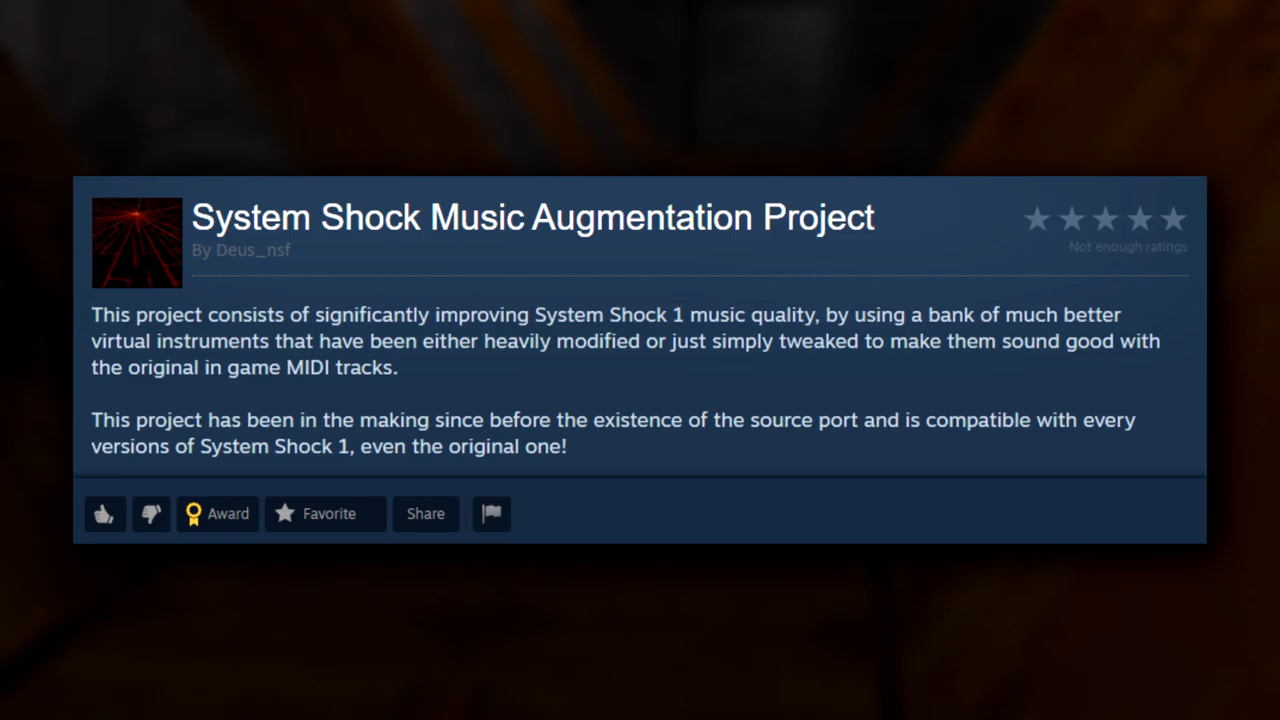 System Shock Music Augmentation Project
By Deus_nsf
Not enough ratings
This project consists of significantly improving System Shock 1 music quality, by using a bank of much better
virtual instruments that have been either heavily modified or just simply tweaked to make them sound good with
the original in game MIDI tracks.
This project has been in the making since before the existence of the source port and is compatible with every
versions of System Shock 1, even the original one!
Award Favorite Share